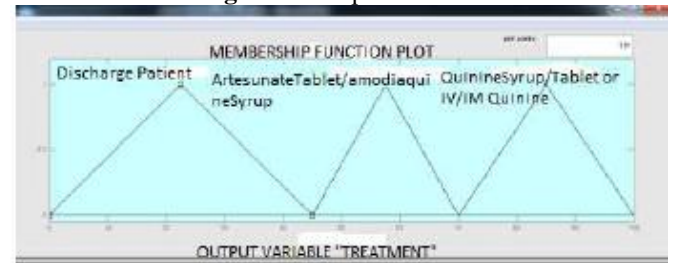 MEMBERSHIP FUNCTION PLOT
Discharge Patient
ArtesunateTablet/amodiaqui
neSyrup
QuinineSyrup/Tablet or
IV/IM Quinine
OUTPUT VARIABLE "TREATMENT"